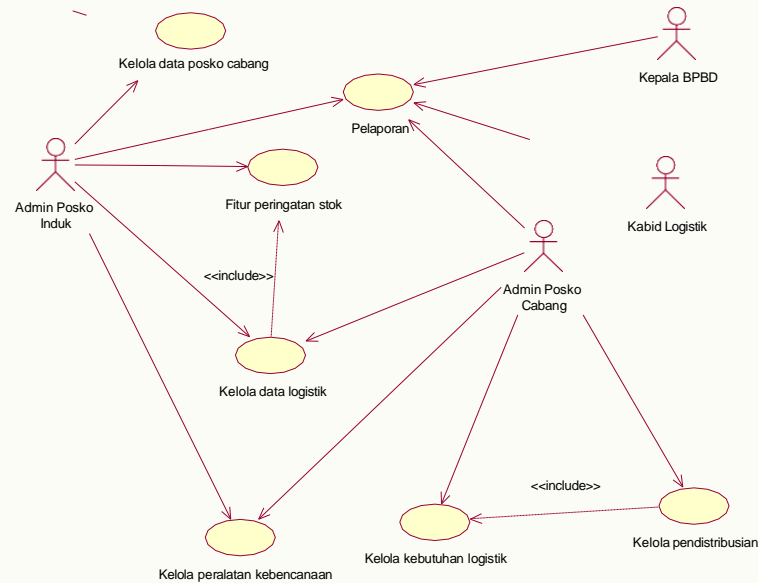 Kelola data posko cabang
Kepala BPBD
Pelaporan
Admin Posko
Induk
Fitur peringatan stok
Kabid Logistik
<<include>>
Admin Posko
Cabang
Kelola data logistik
<<include>>
Kelola kebutuhan logistik
Kelola pendistribusian
Kelola peralatan kebencanaan